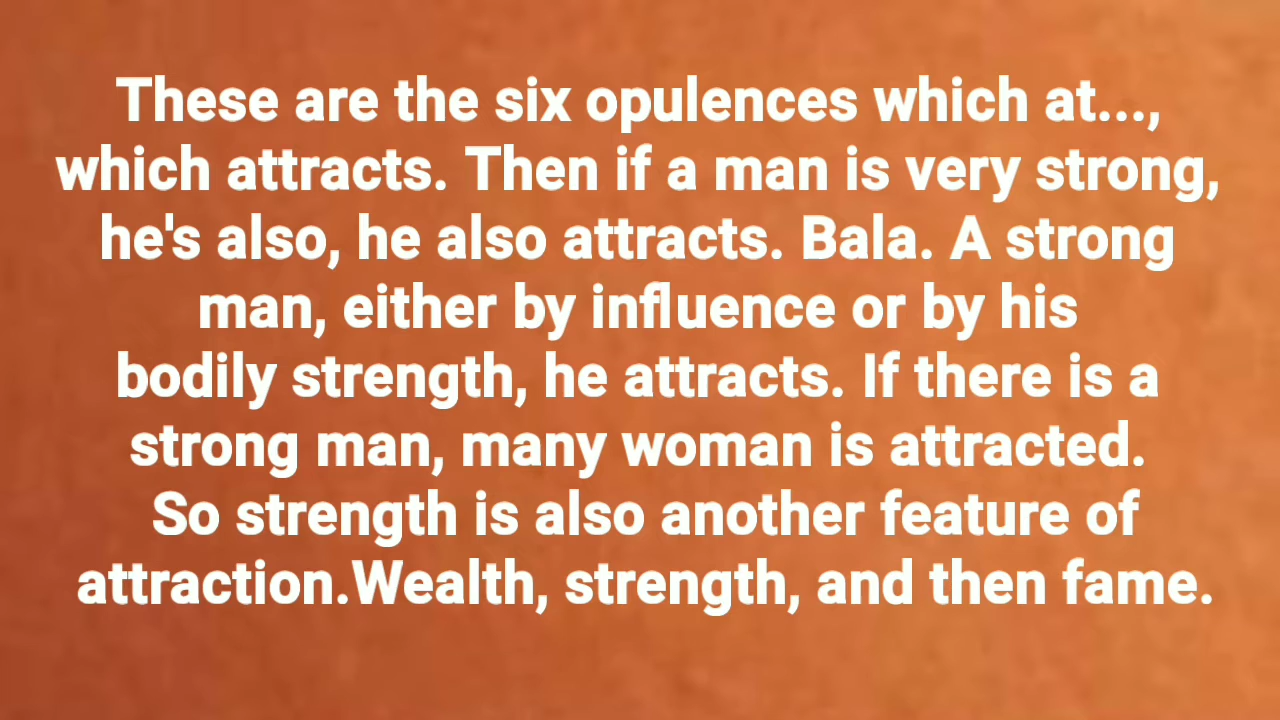 These are the six opulences which at...,
which attracts. Then if a man is very strong,
he's also, he also attracts. Bala. A strong
man, either by influence or by his
bodily strength, he attracts. If there is a
strong man, many woman is attracted.
So strength is also another feature of
attraction.Wealth, strength, and then fame.